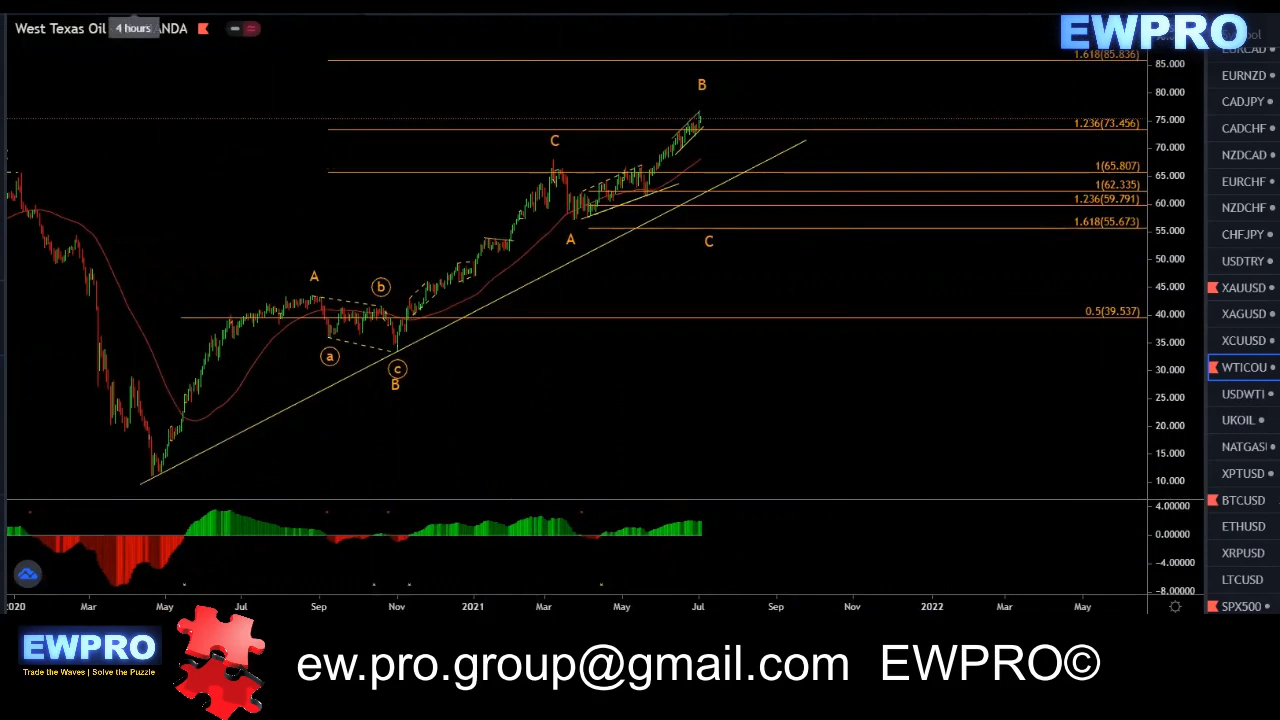 West Texas Oil 4 hours ANDA
EWPRO
1.618(85.836)
1.236(73.456)
1(65.807)
1(62.335)
1.236(59.791)
1.618(55.673)
0.5(39.537)
B
C
A
C
A
b
a
c
B
85.000
80.000
75.000
70.000
65.000
60.000
55.000
50.000
45.000
40.000
35.000
30.000
25.000
20.000
15.000
10.000
4.00000
0.00000
-4.00000
-8.00000
EURCAD
EURNZD
CADJPY
CADCHF
NZDCAD
EURCHF
NZDCHF
CHFJPY
USDTRY
XAUUSD
XAGUSD
XCUUSD
WTICOU
USDWTI
UKOIL
NATGAS
XPTUSD
BTCUSD
ETHUSD
XRPUSD
LTCUSD
SPX500
2020 Mar May Jul Sep Nov 2021 Mar May Jul Sep Nov 2022 Mar May
EWPRO
Trade the Waves | Solve the Puzzle
ew.pro.group@gmail.com EWPRO©